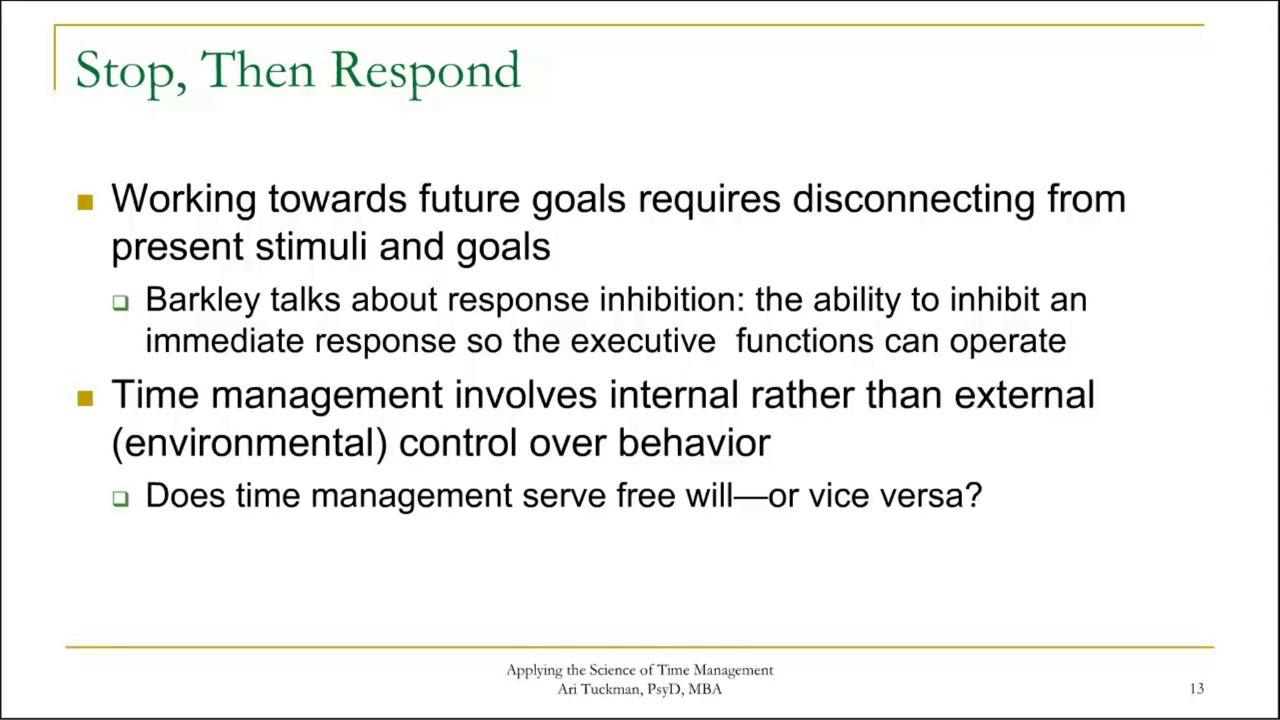 Stop, Then Respond
Working towards future goals requires disconnecting from
present stimuli and goals
Barkley talks about response inhibition: the ability to inhibit an
immediate response so the executive  functions can operate
Time management involves internal rather than external
(environmental) control over behavior
Does time management serve free will—or vice versa?
Applying the Science of Time Management
Ari Tuckman, PsyD, MBA
13